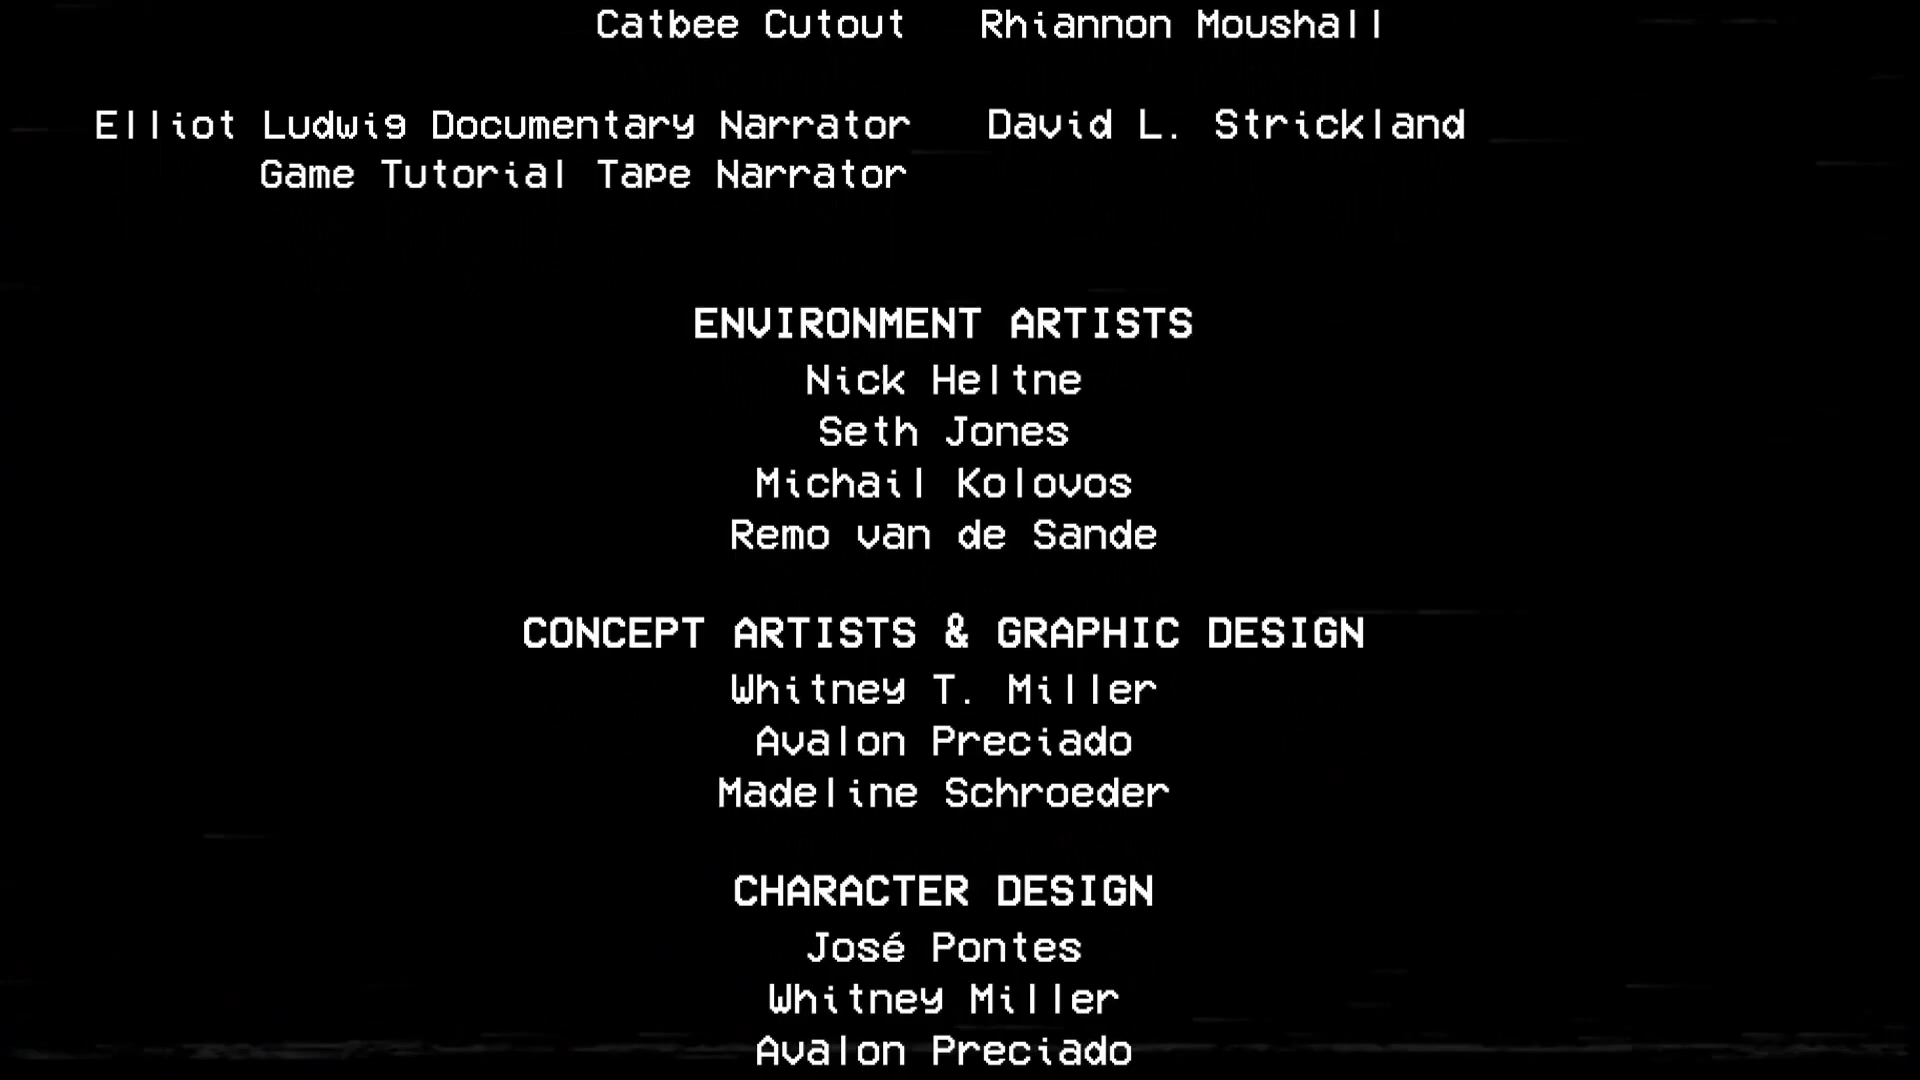 Catbee Cutout Rhiannon Moushall
Elliot Ludwig Documentary Narrator David L. Strickland
Game Tutorial Tape Narrator
ENVIRONMENT ARTISTS
Nick Heltne
Seth Jones
Michail Kolovos
Remo van de Sande
CONCEPT ARTISTS & GRAPHIC DESIGN
Whitney T. Miller
Avalon Preciado
Madeline Schroeder
CHARACTER DESIGN
José Pontes
Whitney Miller
Avalon Preciado